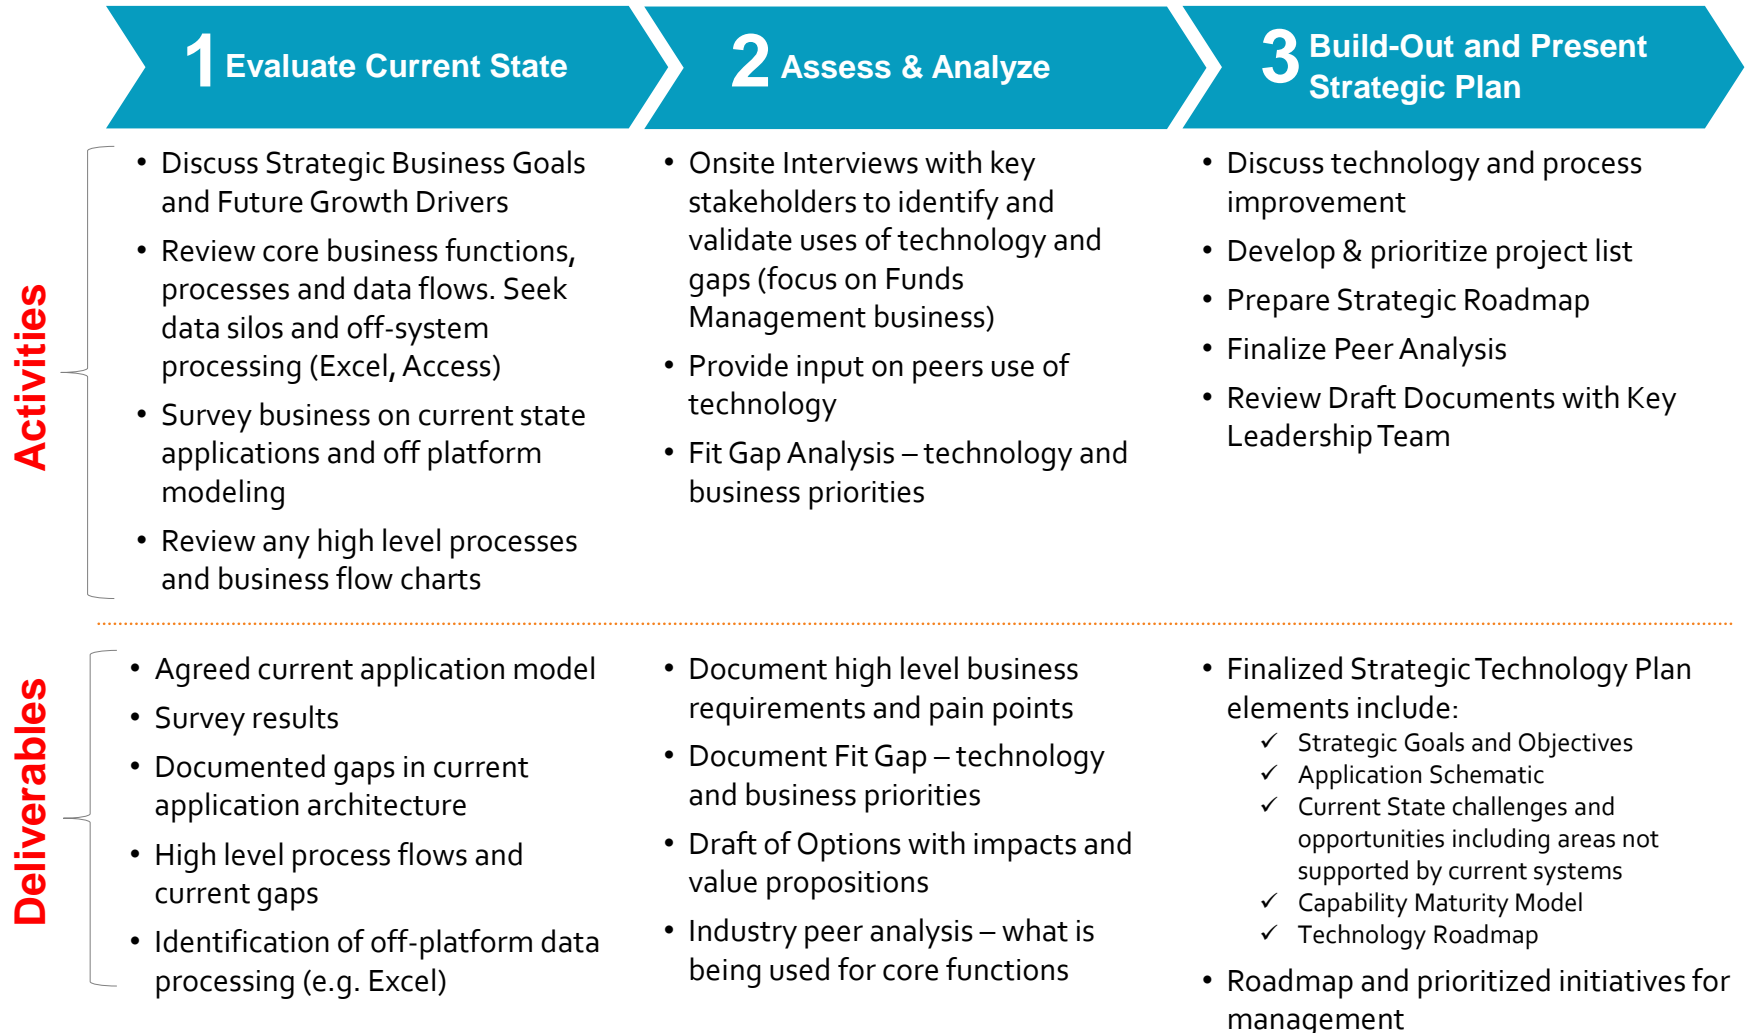 1 Evaluate Current State
2 Assess & Analyze
3 Build-Out and Present
Strategic Plan
Activities
• Discuss Strategic Business Goals
and Future Growth Drivers
• Review core business functions,
processes and data flows. Seek
data silos and off-system
processing (Excel, Access)
• Survey business on current state
applications and off platform
modeling
• Review any high level processes
and business flow charts
• Onsite Interviews with key
stakeholders to identify and
validate uses of technology and
gaps (focus on Funds
Management business)
• Provide input on peers use of
technology
• Fit Gap Analysis – technology and
business priorities
• Discuss technology and process
improvement
• Develop & prioritize project list
• Prepare Strategic Roadmap
• Finalize Peer Analysis
• Review Draft Documents with Key
Leadership Team
Deliverables
• Agreed current application model
• Survey results
• Documented gaps in current
application architecture
• High level process flows and
current gaps
• Identification of off-platform data
processing (e.g. Excel)
• Document high level business
requirements and pain points
• Document Fit Gap – technology
and business priorities
• Draft of Options with impacts and
value propositions
• Industry peer analysis – what is
being used for core functions
• Finalized Strategic Technology Plan
elements include:
✓ Strategic Goals and Objectives
✓ Application Schematic
✓ Current State challenges and
opportunities including areas not
supported by current systems
✓ Capability Maturity Model
✓ Technology Roadmap
• Roadmap and prioritized initiatives for
management